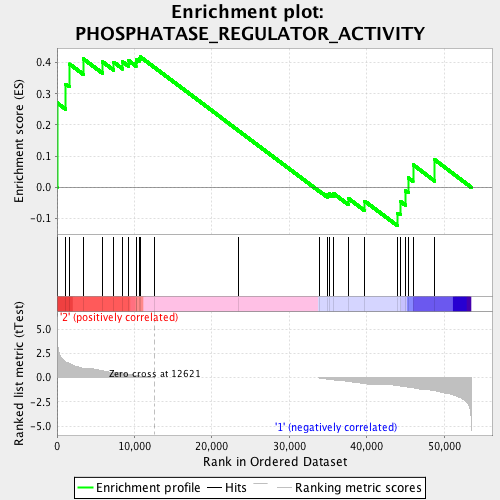 Enrichment plot:
PHOSPHATASE_REGULATOR_ACTIVITY
Enrichment score (ES)
0.4
0.3
0.2
0.1
0.0
-0.1
'2' (positively correlated)
Ranked list metric (tTest)
5.0
2.5
0.0
-2.5
-5.0
Zero cross at 12621
'1' (negatively correlated)
0
10,000
20,000
30,000
40,000
50,000
Rank in Ordered Dataset
Enrichment profile
Hits
Ranking metric scores